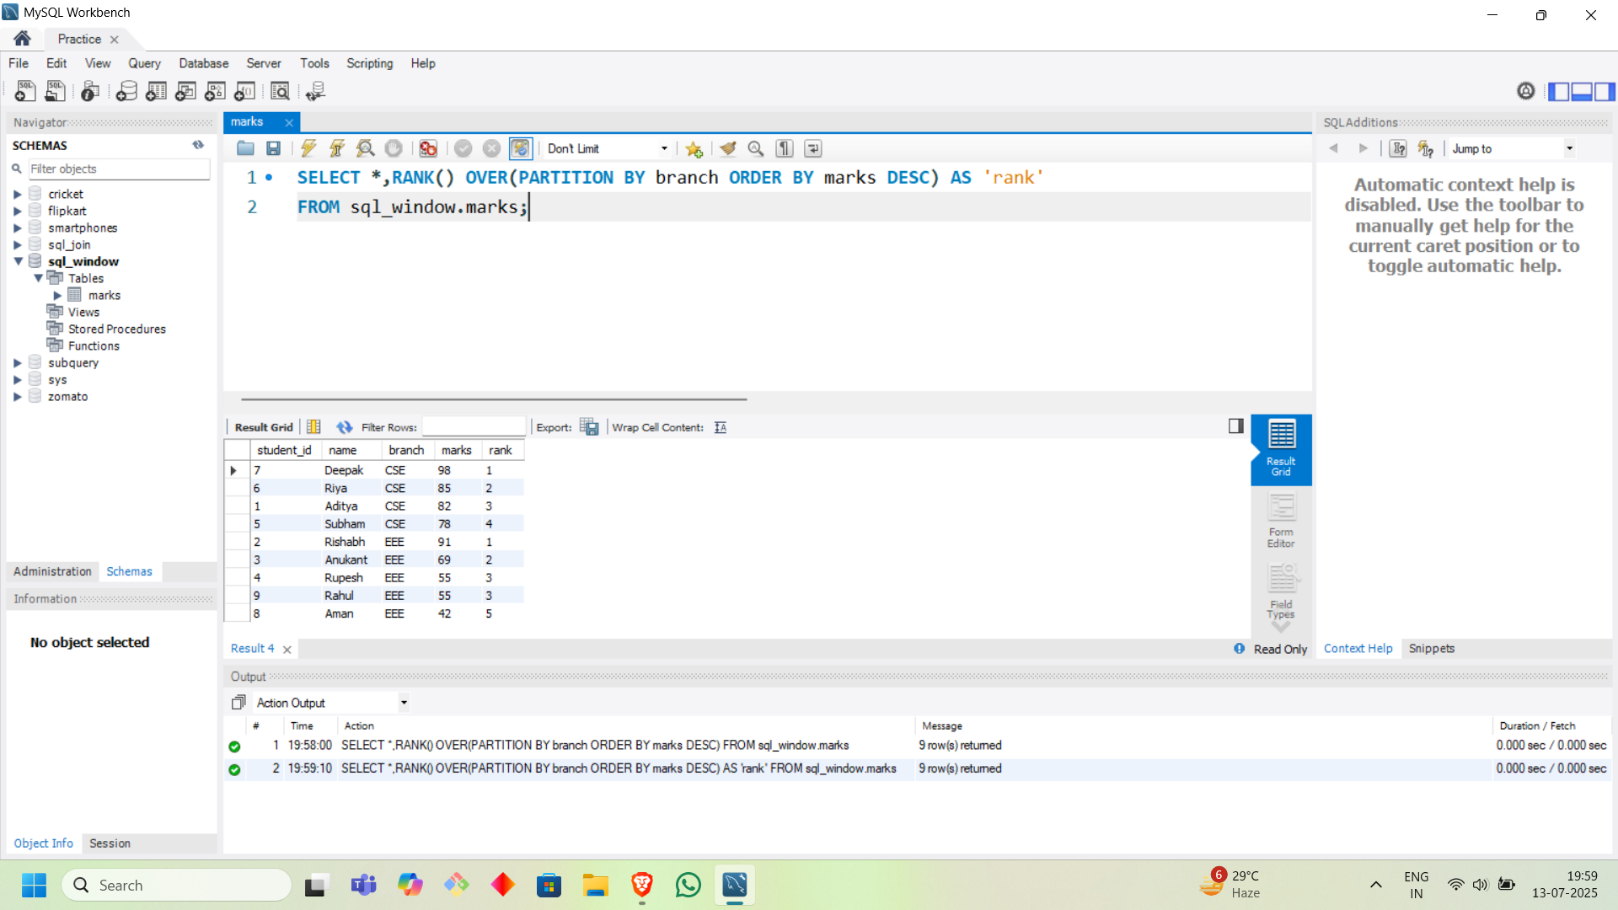 MySQL Workbench
Practice
File Edit View Query Database Server Tools Scripting Help
Navigator
SCHEMAS
Filter objects
cricket
flipkart
smartphones
sql_join
sql_window
Tables
marks
Views
Stored Procedures
Functions
subquery
sys
zomato
Administration Schemas
Information
No object selected
Object Info Session
marks
Don't Limit
1 SELECT *,RANK() OVER(PARTITION BY branch ORDER BY marks DESC) AS 'rank'
2 FROM sql_window.marks;
Result Grid Filter Rows: Export: Wrap Cell Content:
student_id name branch marks rank
7 Deepak CSE 98 1
6 Riya CSE 85 2
1 Aditya CSE 82 3
5 Subham CSE 78 4
2 Rishabh EEE 91 1
3 Anukant EEE 69 2
4 Rupesh EEE 55 3
9 Rahul EEE 55 3
8 Aman EEE 42 5
Result Grid
Form Editor
Field Types
Result 4
Read Only
SQLAdditions
Jump to
Automatic context help is
disabled. Use the toolbar to
manually get help for the
current caret position or to
toggle automatic help.
Context Help Snippets
Output
Action Output
# Time Action Message Duration / Fetch
1 19:58:00 SELECT *,RANK() OVER(PARTITION BY branch ORDER BY marks DESC) FROM sql_window.marks 9 row(s) returned 0.000 sec / 0.000 sec
2 19:59:10 SELECT *,RANK() OVER(PARTITION BY branch ORDER BY marks DESC) AS 'rank' FROM sql_window.marks 9 row(s) returned 0.000 sec / 0.000 sec
Search
6
29°C
Haze
ENG
IN
19:59
13-07-2025